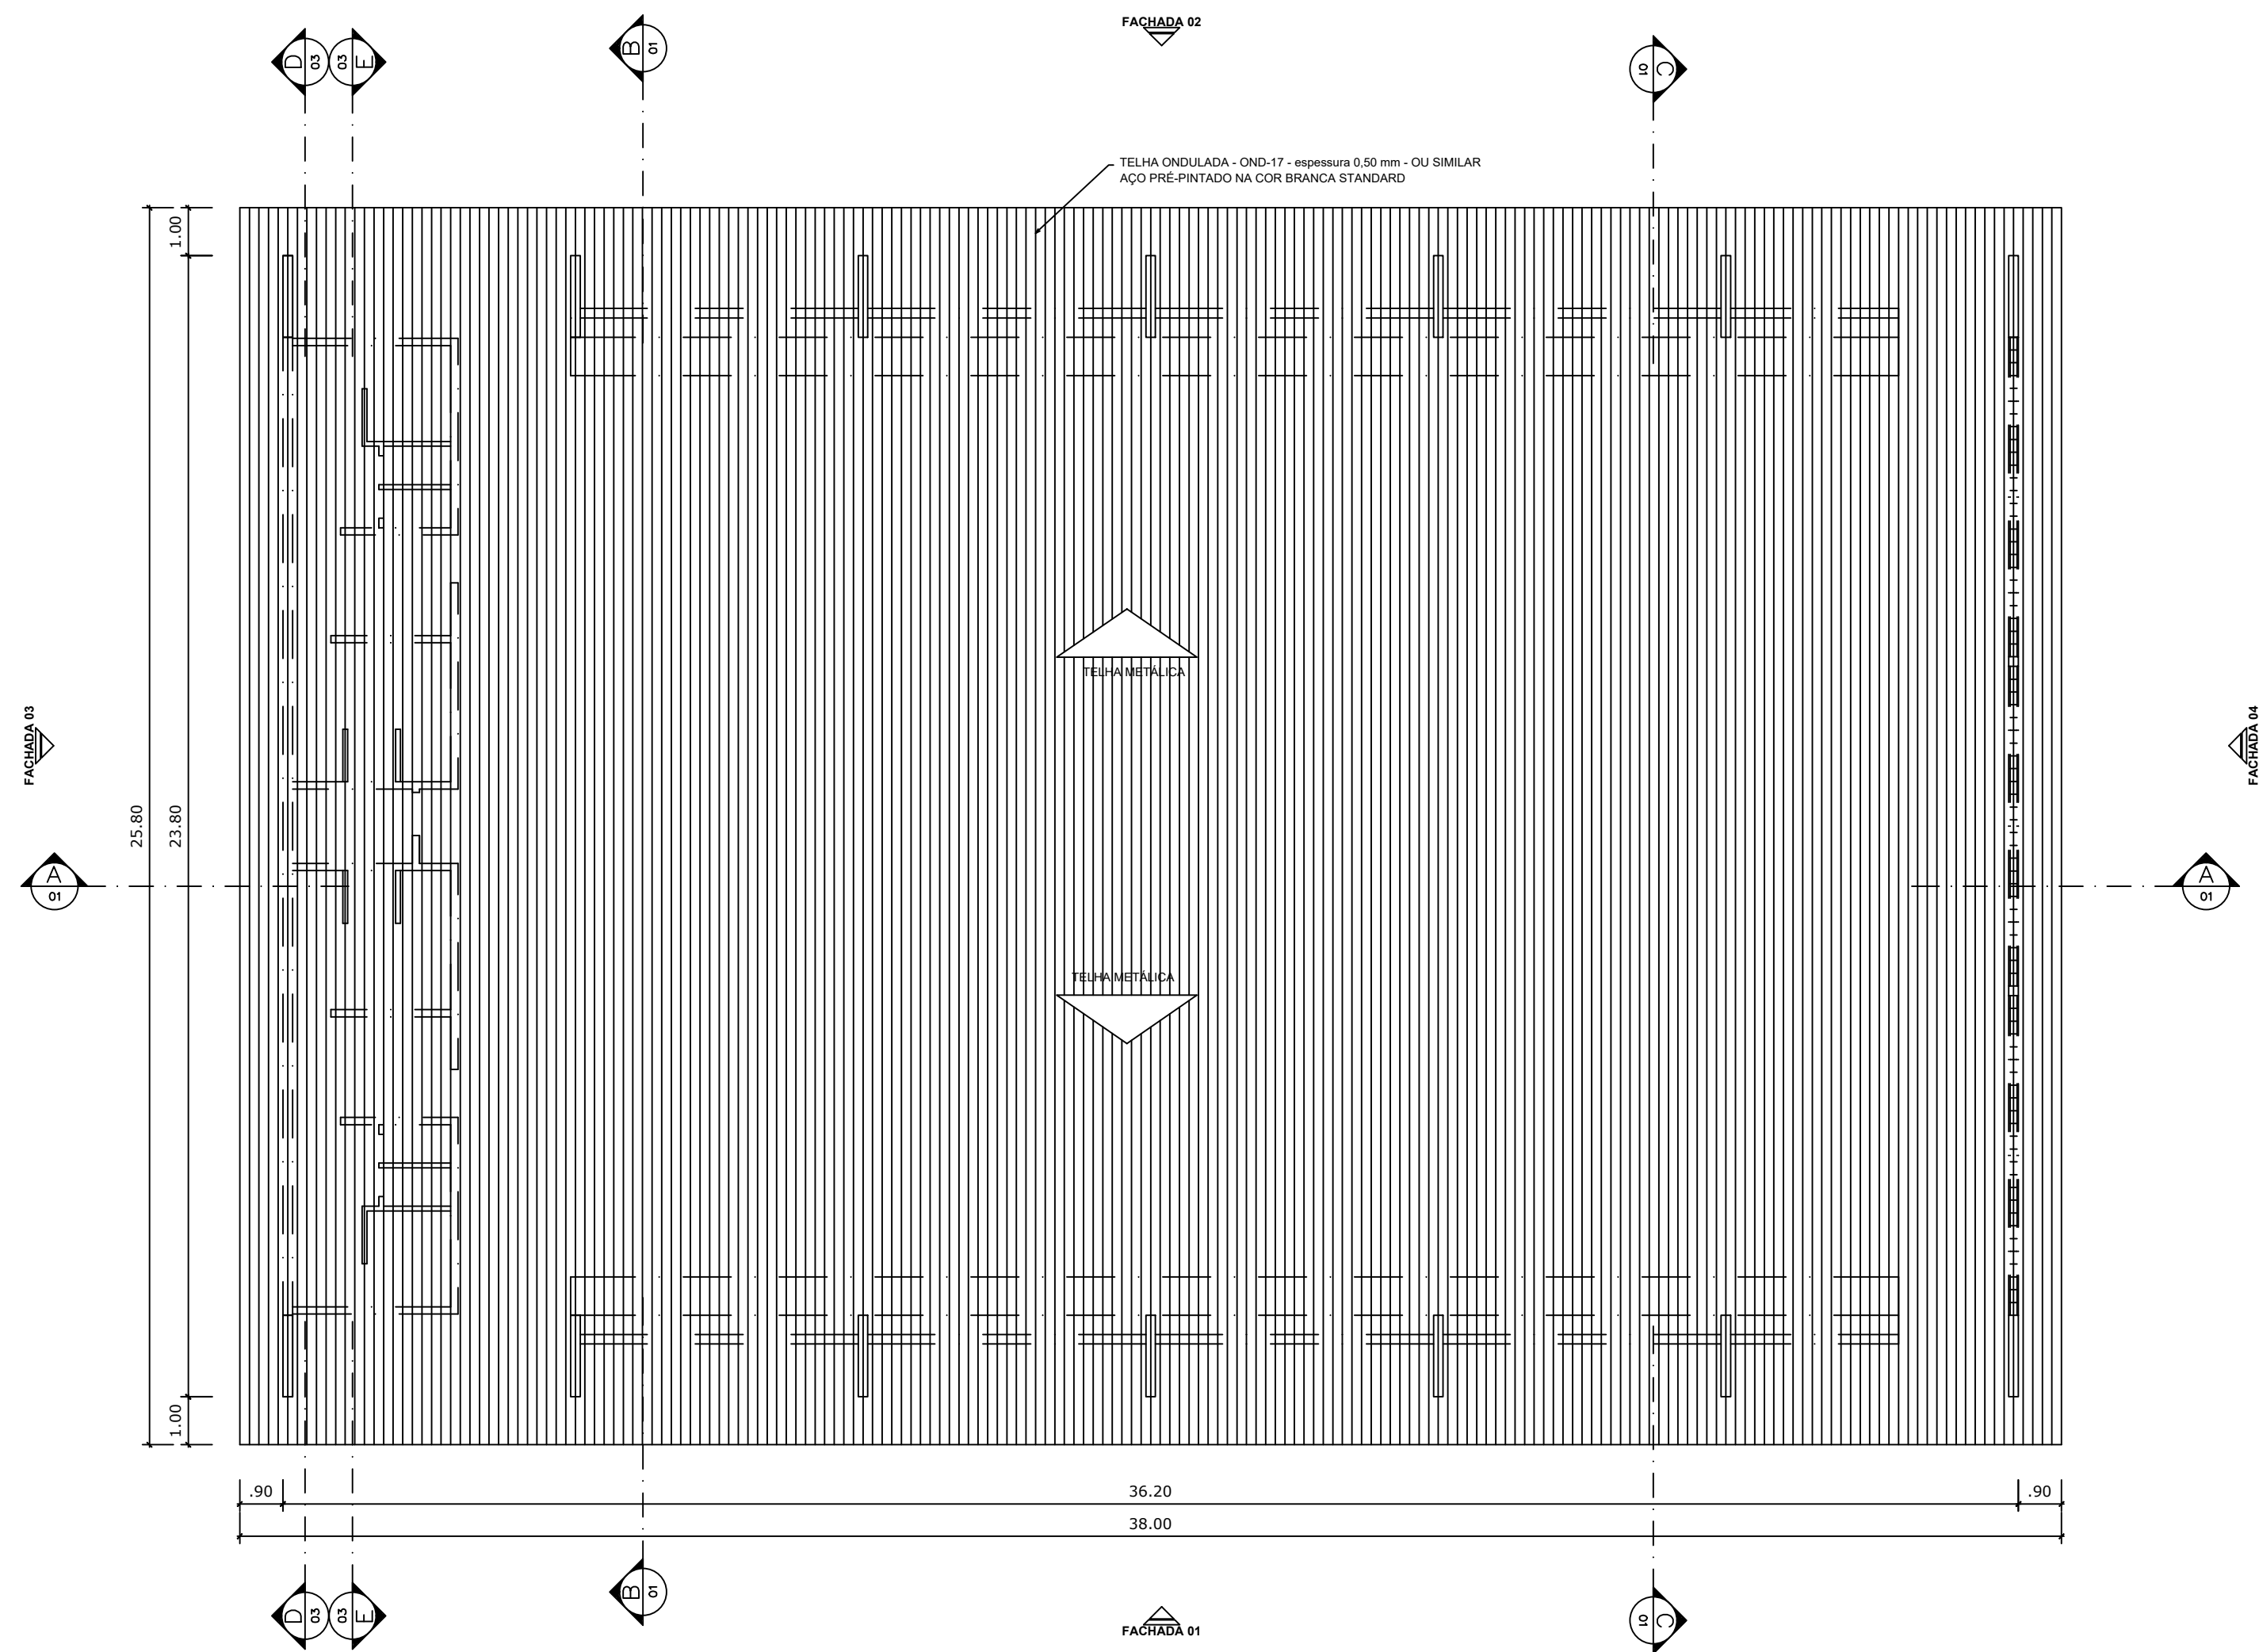 FACHADA 02
D
03
03
E
B
01
01
C
TELHA ONDULADA - OND-17 - espessura 0,50 mm - OU SIMILAR
AÇO PRÉ-PINTADO NA COR BRANCA STANDARD
1.00
TELHA METÁLICA
FACHADA 03
FACHADA 04
25.80
23.80
A
01
A
01
TELHA METÁLICA
1.00
.90
36.20
.90
38.00
D
03
03
E
B
01
01
C
FACHADA 01